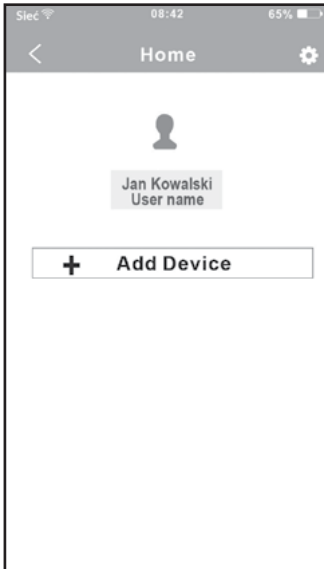 Sieć 08:42 65%
Home
Jan Kowalski
User name
Add Device